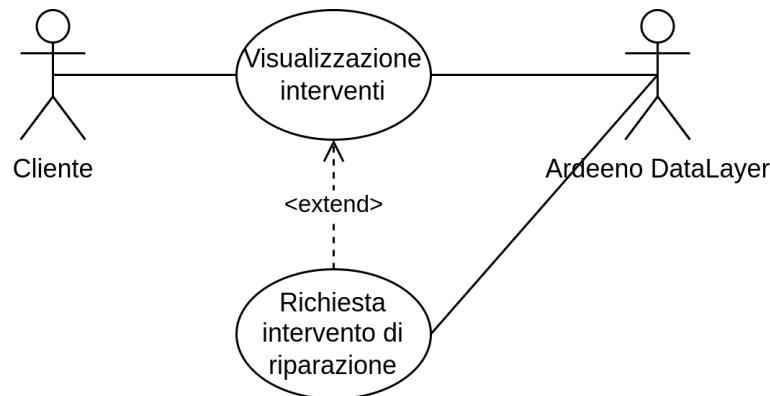 Visualizzazione
interventi
Cliente
Ardeeno DataLayer
<extend>
Richiesta
intervento di
riparazione